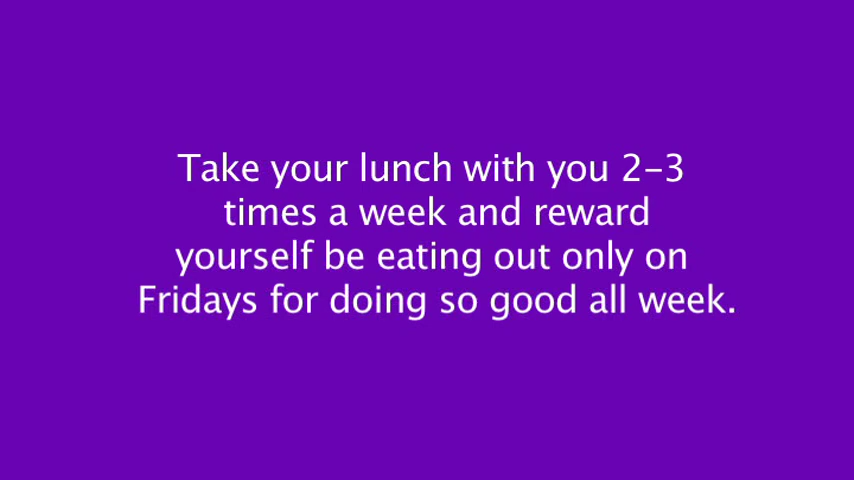 Take your lunch with you 2-3
times a week and reward
yourself be eating out only on
Fridays for doing so good all week.